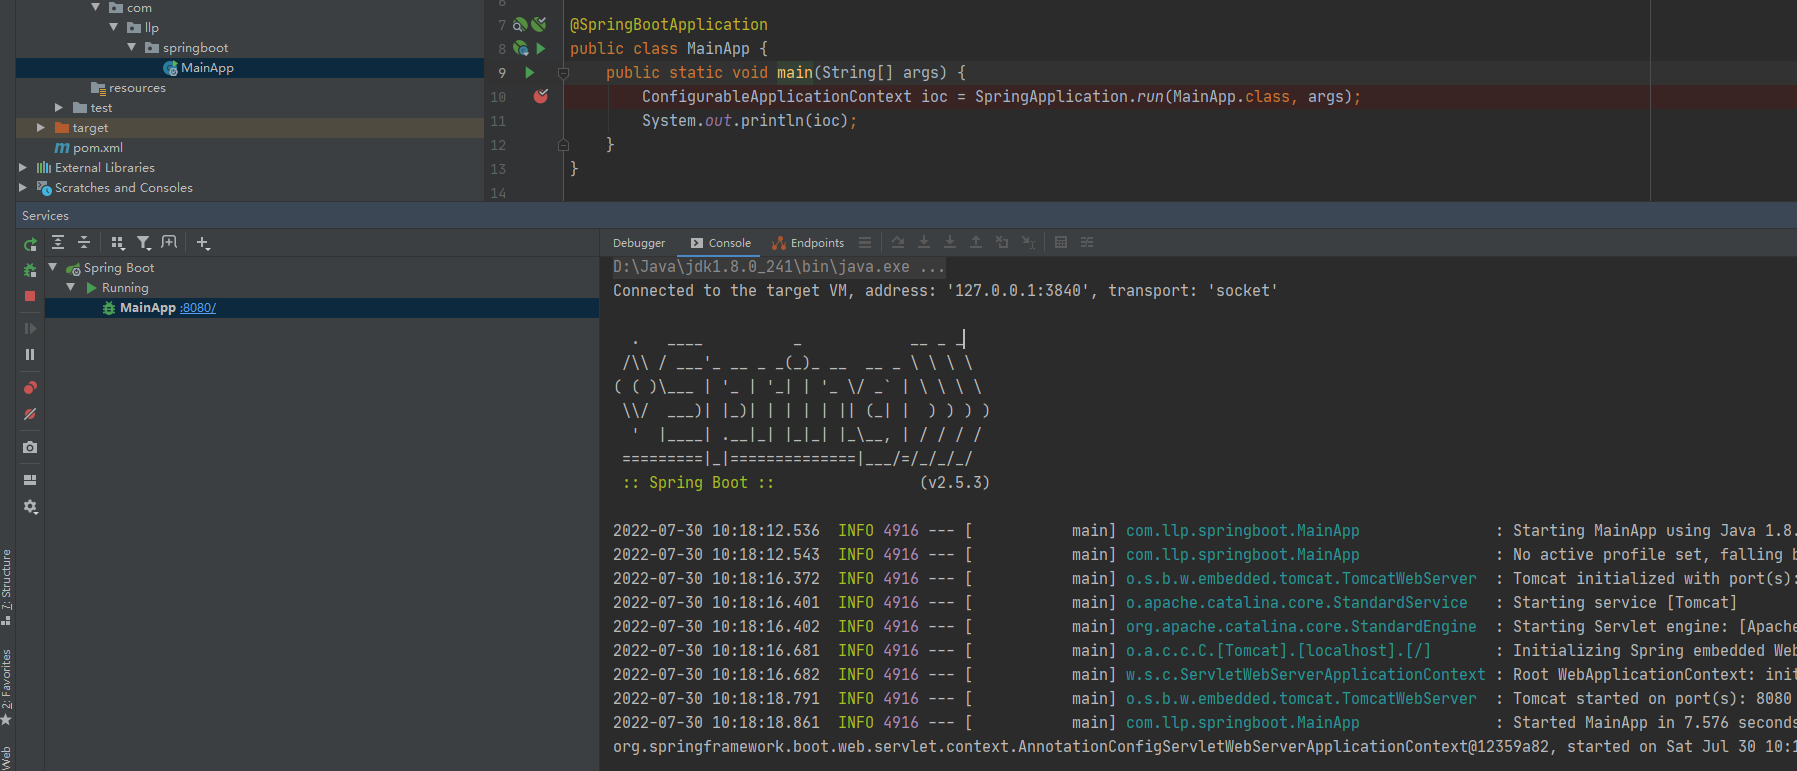 com
llp
springboot
MainApp
resources
test
target
pom.xml
External Libraries
Scratches and Consoles
6
7 @SpringBootApplication
8 public class MainApp {
9 public static void main(String[] args) {
10 ConfigurableApplicationContext ioc = SpringApplication.run(MainApp.class, args);
11 System.out.println(ioc);
12 }
13 }
14
Services
Debugger Console Endpoints
Spring Boot
Running
MainApp :8080/
D:\Java\jdk1.8.0_241\bin\java.exe ...
Connected to the target VM, address: '127.0.0.1:3840', transport: 'socket'
  .   ____          _            __ _ _
 /\\ / ___'_ __ _ _(_)_ __  __ _ \ \ \ \
( ( )\___ | '_ | '_| | '_ \/ _` | \ \ \ \
 \\/  ___)| |_)| | | | | || (_| |  ) ) ) )
  '  |____| .__|_| |_|_| |_\__, | / / / /
 =========|_|==============|___/=/_/_/_/
 :: Spring Boot ::                (v2.5.3)
2022-07-30 10:18:12.536  INFO 4916 --- [           main] com.llp.springboot.MainApp               : Starting MainApp using Java 1.8.
2022-07-30 10:18:12.543  INFO 4916 --- [           main] com.llp.springboot.MainApp               : No active profile set, falling b
2022-07-30 10:18:16.372  INFO 4916 --- [           main] o.s.b.w.embedded.tomcat.TomcatWebServer  : Tomcat initialized with port(s):
2022-07-30 10:18:16.401  INFO 4916 --- [           main] o.apache.catalina.core.StandardService   : Starting service [Tomcat]
2022-07-30 10:18:16.402  INFO 4916 --- [           main] org.apache.catalina.core.StandardEngine  : Starting Servlet engine: [Apache
2022-07-30 10:18:16.681  INFO 4916 --- [           main] o.a.c.c.C.[Tomcat].[localhost].[/]       : Initializing Spring embedded Web
2022-07-30 10:18:16.682  INFO 4916 --- [           main] w.s.c.ServletWebServerApplicationContext : Root WebApplicationContext: init
2022-07-30 10:18:18.791  INFO 4916 --- [           main] o.s.b.w.embedded.tomcat.TomcatWebServer  : Tomcat started on port(s): 8080
2022-07-30 10:18:18.861  INFO 4916 --- [           main] com.llp.springboot.MainApp               : Started MainApp in 7.576 seconds
org.springframework.boot.web.servlet.context.AnnotationConfigServletWebServerApplicationContext@12359a82, started on Sat Jul 30 10:1
7: Structure
2: Favorites
Web